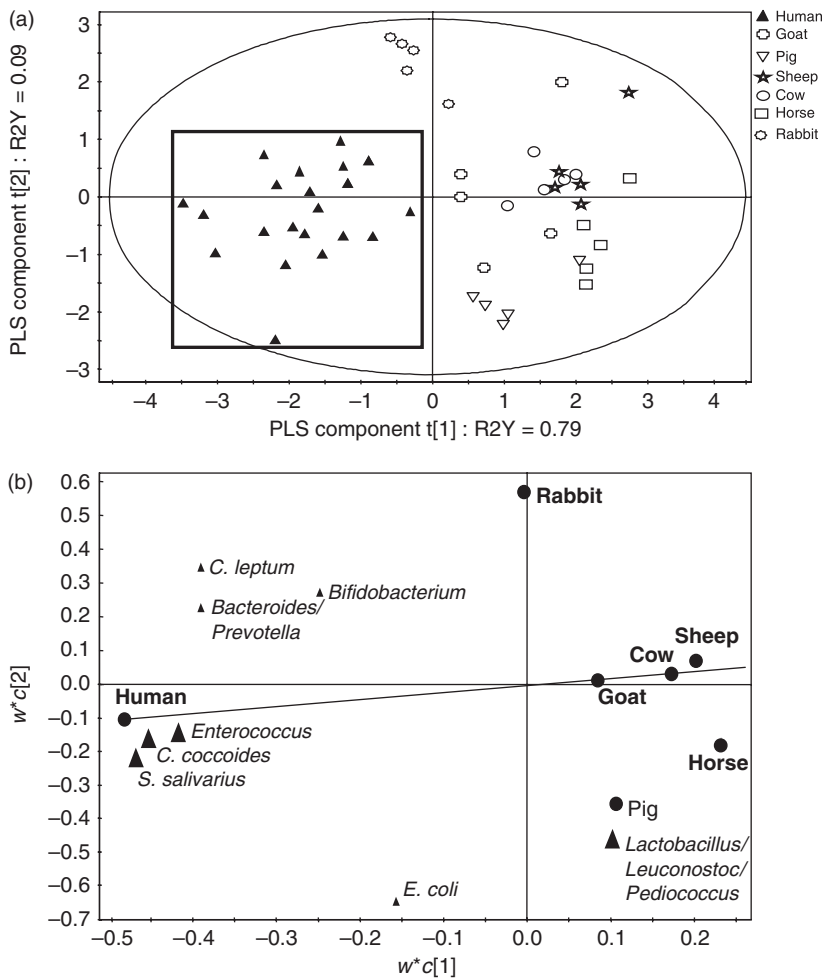 (a)
3
2
1
0
–1
–2
–3
PLS component t[2] : R2Y = 0.09
–4
–3
–2
–1
0
1
2
3
4
PLS component t[1] : R2Y = 0.79
Human
Goat
Pig
Sheep
Cow
Horse
Rabbit
(b)
0.6
0.5
0.4
0.3
0.2
0.1
0.0
–0.1
–0.2
–0.3
–0.4
–0.5
–0.6
–0.7
w*c[2]
Rabbit
C. leptum
Bifidobacterium
Bacteroides/
Prevotella
Sheep
Cow
Goat
Human
Enterococcus
C. coccoides
S. salivarius
Horse
Pig
Lactobacillus/
Leuconostoc/
Pediococcus
E. coli
–0.5
–0.4
–0.3
–0.2
–0.1
0.0
0.1
0.2
w*c[1]